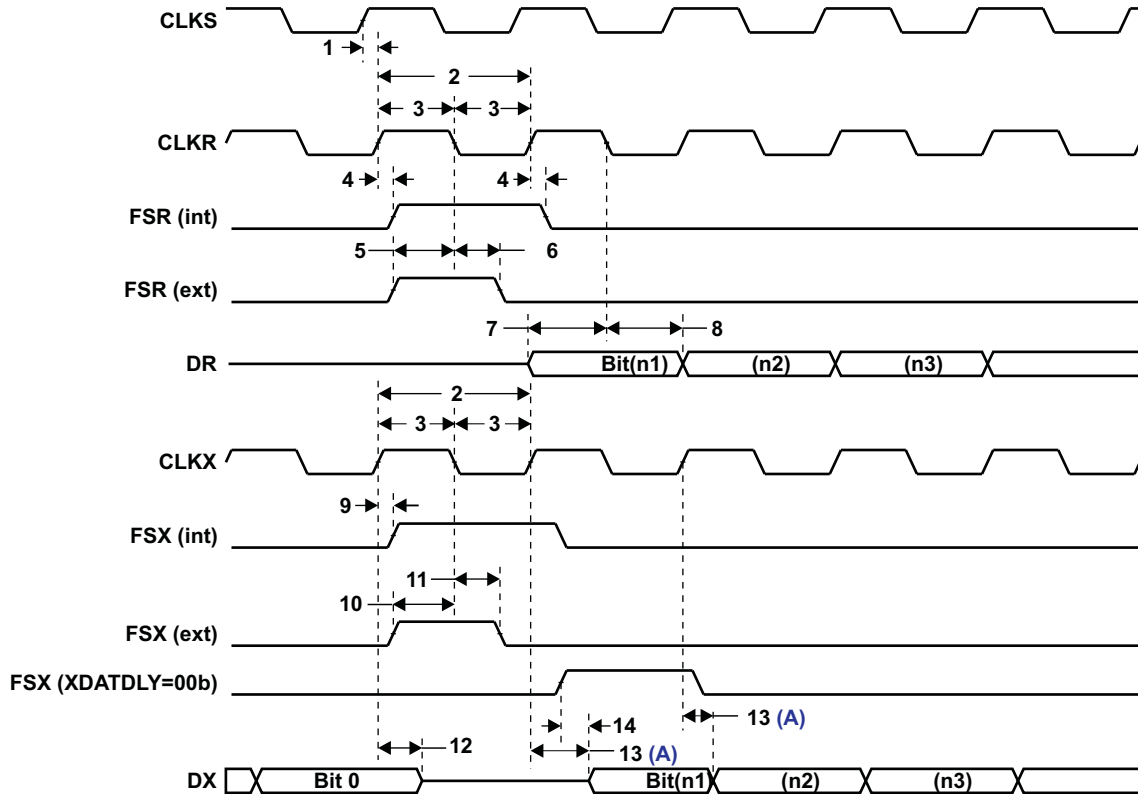 CLKS
1
2
3 3
CLKR
4 4
FSR (int)
5 6
FSR (ext)
7 8
DR Bit(n1) (n2) (n3)
2
3 3
CLKX
9
FSX (int)
11
10
FSX (ext)
FSX (XDATDLY=00b)
14 13 (A)
12 13 (A)
DX Bit 0 Bit(n1) (n2) (n3)